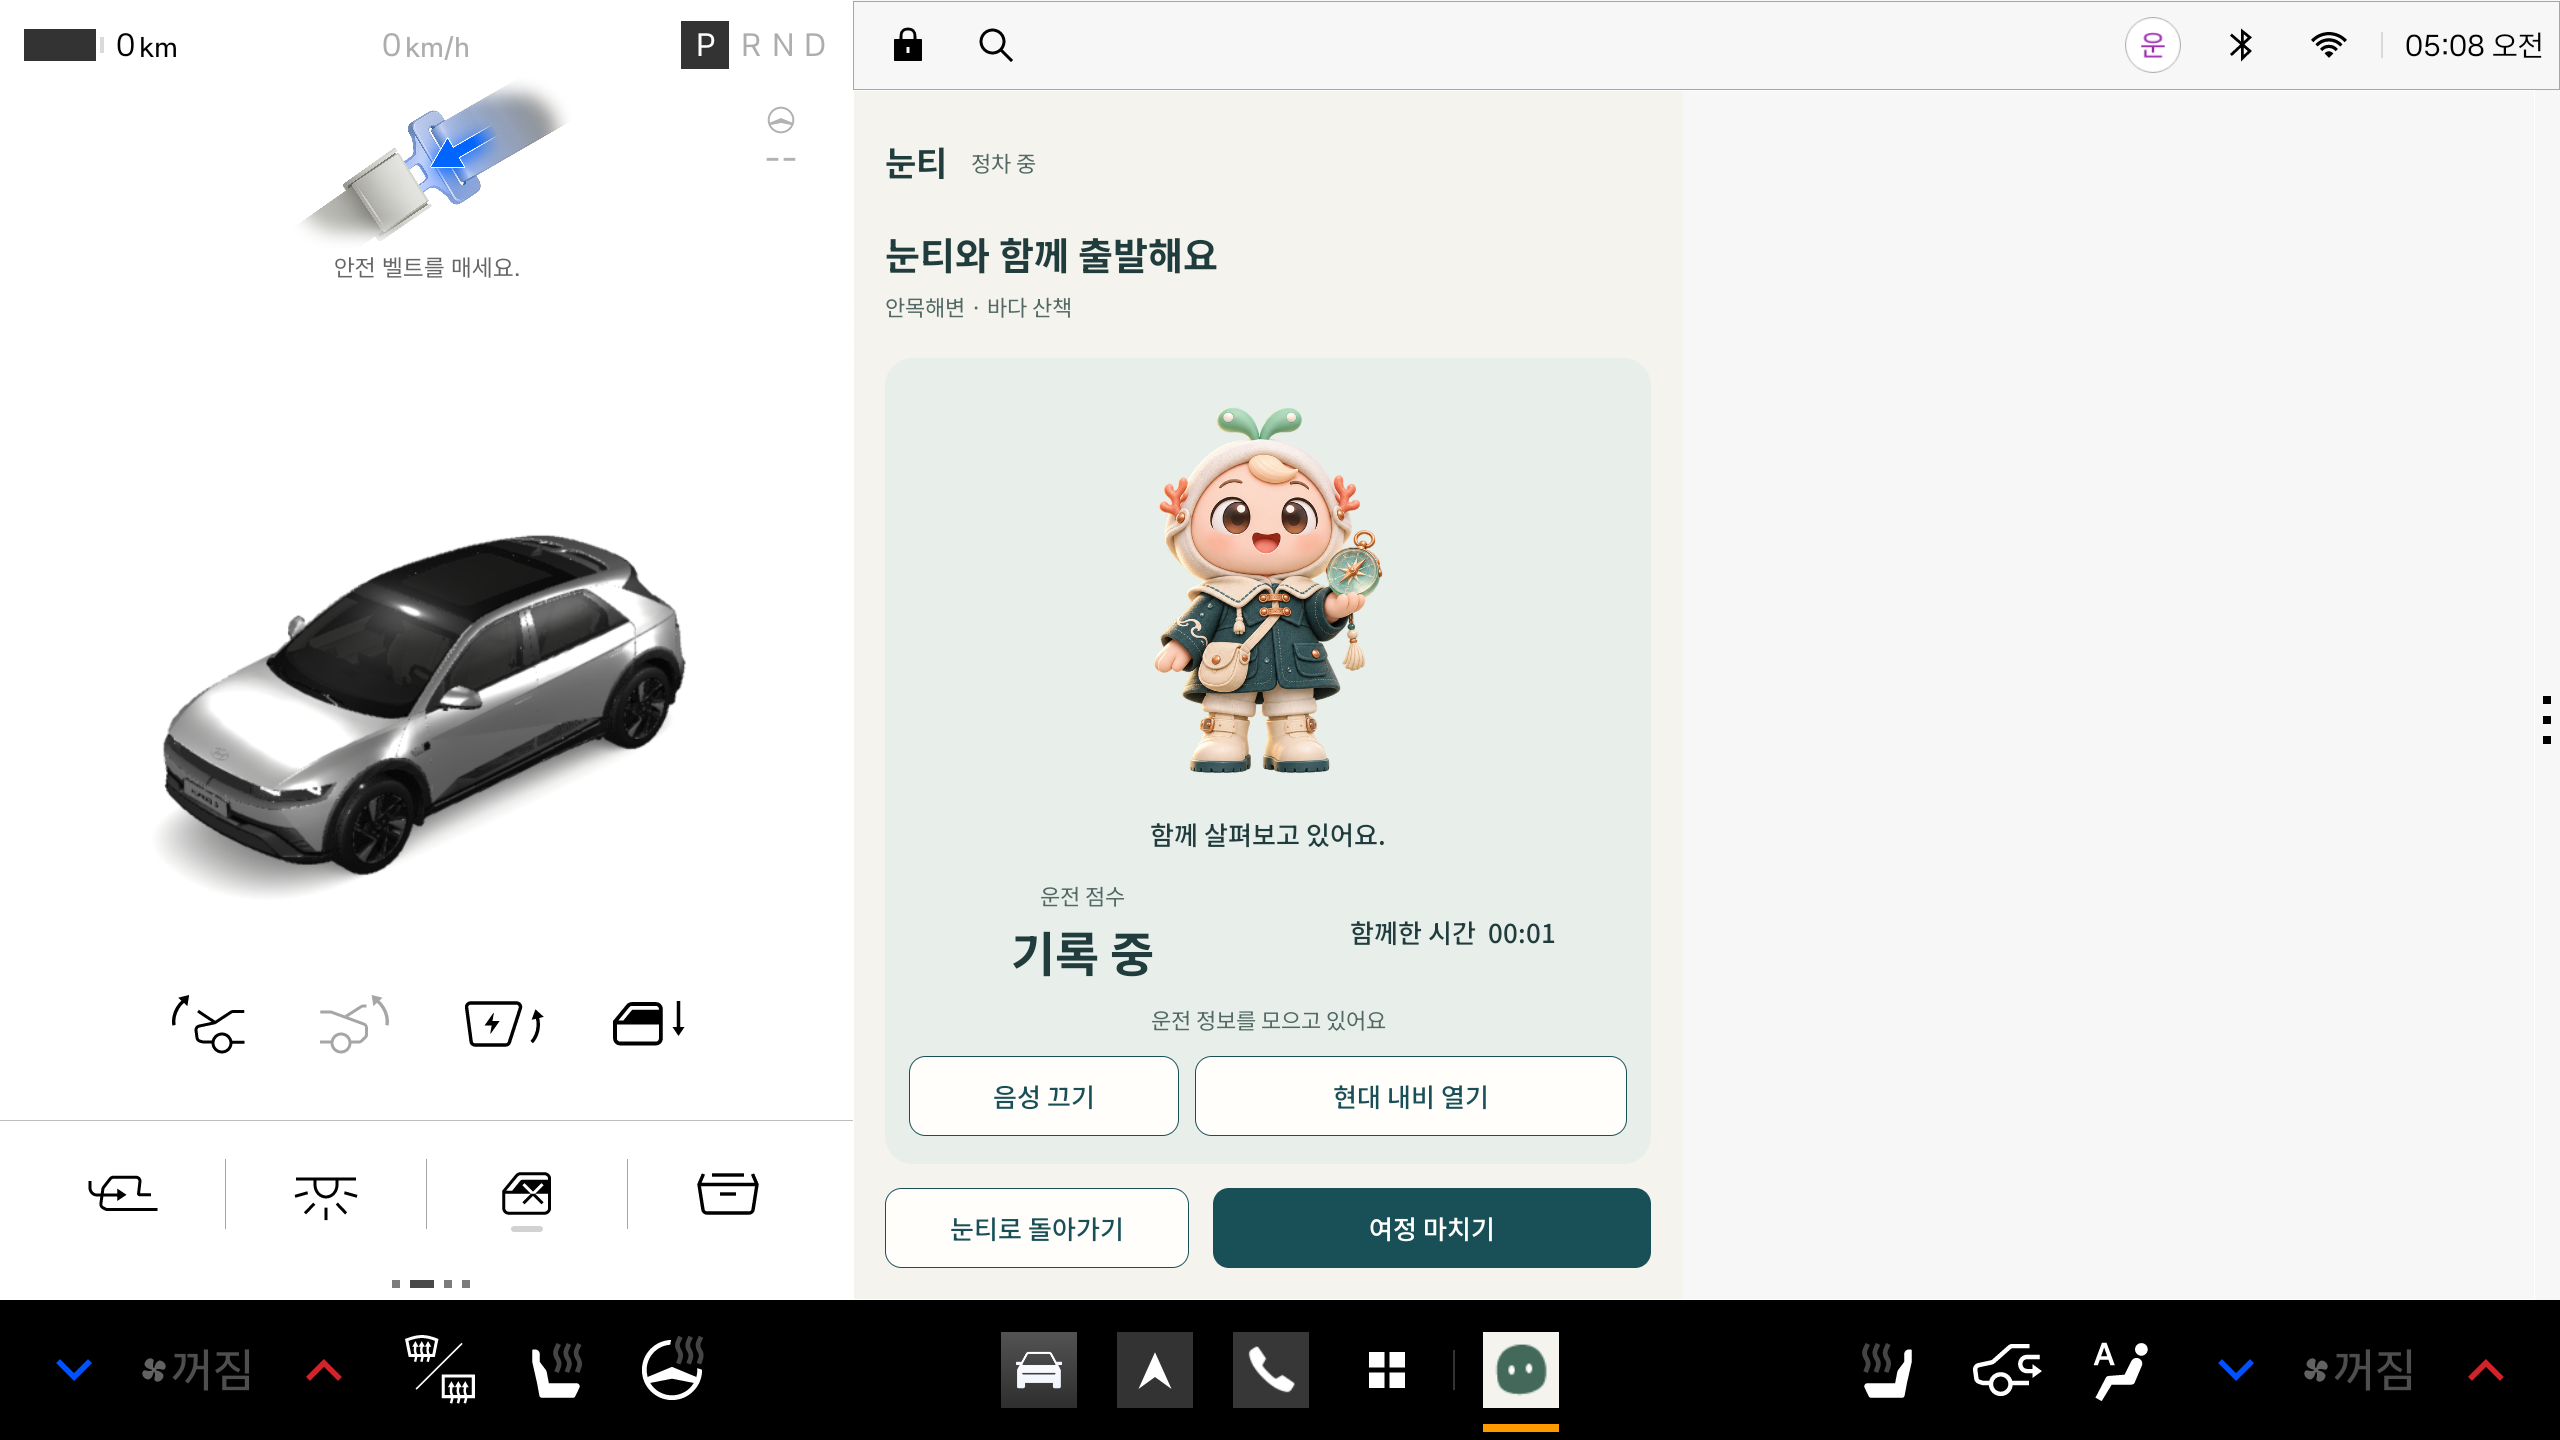 0 km
0 km/h
P R N D
운
05:08 오전
--
안전 벨트를 매세요.
눈티 정차 중
눈티와 함께 출발해요
안목해변 · 바다 산책
함께 살펴보고 있어요.
운전 점수
기록 중
함께한 시간 00:01
운전 정보를 모으고 있어요
음성 끄기
현대 내비 열기
눈티로 돌아가기
여정 마치기
꺼짐
A
꺼짐